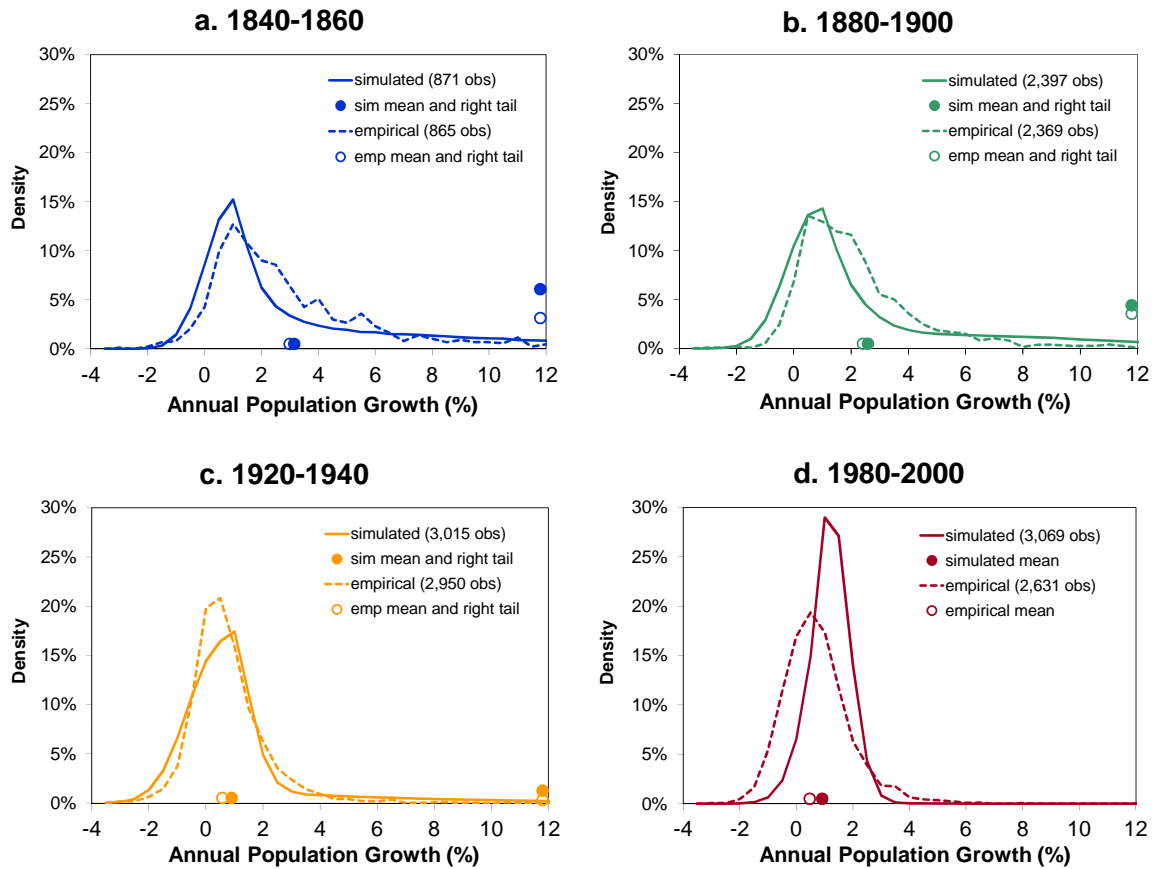 a. 1840-1860
30%
25%
20%
15%
10%
5%
0%
Density
simulated (871 obs)
sim mean and right tail
empirical (865 obs)
emp mean and right tail
-4 -2 0 2 4 6 8 10 12
Annual Population Growth (%)
b. 1880-1900
30%
25%
20%
15%
10%
5%
0%
Density
simulated (2,397 obs)
sim mean and right tail
empirical (2,369 obs)
emp mean and right tail
-4 -2 0 2 4 6 8 10 12
Annual Population Growth (%)
c. 1920-1940
30%
25%
20%
15%
10%
5%
0%
Density
simulated (3,015 obs)
sim mean and right tail
empirical (2,950 obs)
emp mean and right tail
-4 -2 0 2 4 6 8 10 12
Annual Population Growth (%)
d. 1980-2000
30%
25%
20%
15%
10%
5%
0%
Density
simulated (3,069 obs)
simulated mean
empirical (2,631 obs)
empirical mean
-4 -2 0 2 4 6 8 10 12
Annual Population Growth (%)